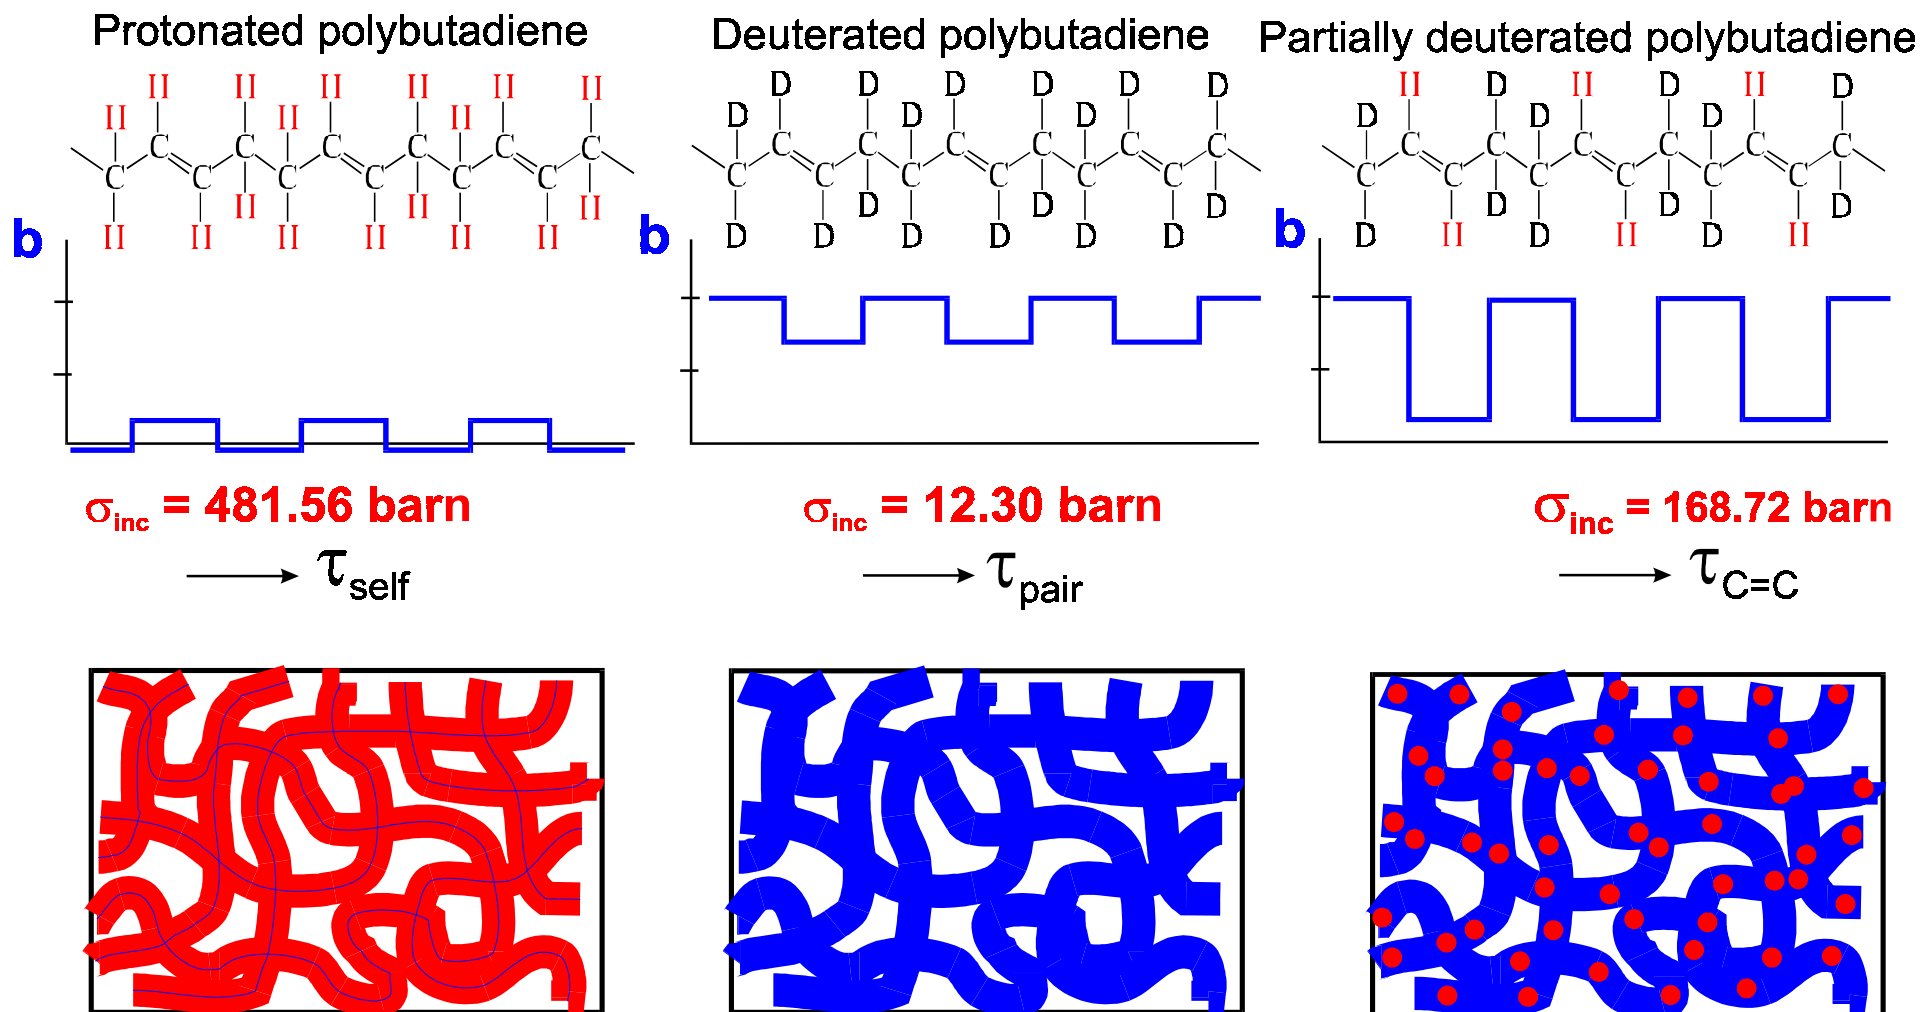 Protonated polybutadiene
H H H H H H
H H H
C C C C C C
C C C C C C
H H H
H H H H H H
b
σinc = 481.56 barn
τself
Deuterated polybutadiene
D D D D D D
D D D
C C C C C C
C C C C C C
D D D
D D D D D D
b
σinc = 12.30 barn
τpair
Partially deuterated polybutadiene
H D H D H D
D D D
C C C C C C
C C C C C C
D D D
D H D H D H
b
σinc = 168.72 barn
τC=C